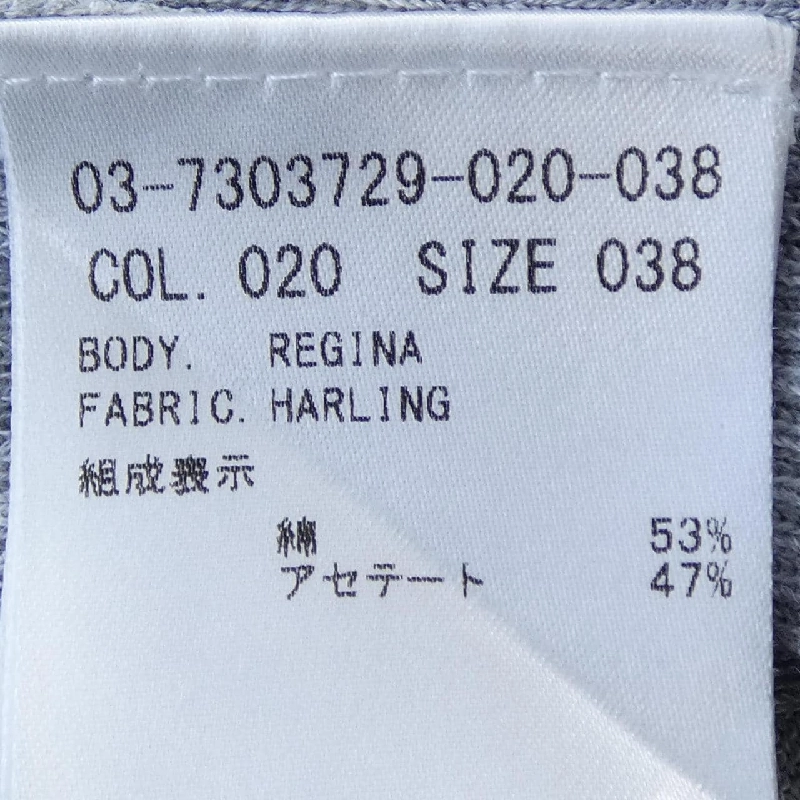 03-7303729-020-038
COL. 020 SIZE 038
BODY. REGINA
FABRIC. HARLING
組成表示
綿 53%
アセテート 47%